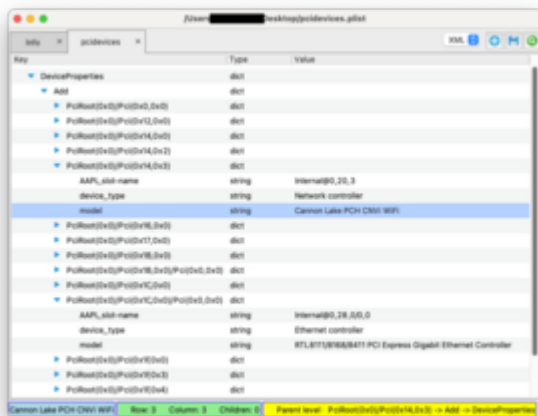 /Users Desktop/pcidevices.plist
Info × pcidevices × XML
Key Type Value
DeviceProperties dict
Add dict
PciRoot(0x0)/Pci(0x0,0x0) dict
PciRoot(0x0)/Pci(0x12,0x0) dict
PciRoot(0x0)/Pci(0x14,0x0) dict
PciRoot(0x0)/Pci(0x14,0x2) dict
PciRoot(0x0)/Pci(0x14,0x3) dict
AAPL,slot-name string Internal@0,20,3
device_type string Network controller
model string Cannon Lake PCH CNVi WiFi
PciRoot(0x0)/Pci(0x16,0x0) dict
PciRoot(0x0)/Pci(0x17,0x0) dict
PciRoot(0x0)/Pci(0x1B,0x0) dict
PciRoot(0x0)/Pci(0x1B,0x0)/Pci(0x0,0x0) dict
PciRoot(0x0)/Pci(0x1C,0x0) dict
PciRoot(0x0)/Pci(0x1C,0x0)/Pci(0x0,0x0) dict
AAPL,slot-name string Internal@0,28,0/0,0
device_type string Ethernet controller
model string RTL8111/8168/8411 PCI Express Gigabit Ethernet Controller
PciRoot(0x0)/Pci(0x1f,0x0) dict
PciRoot(0x0)/Pci(0x1f,0x3) dict
PciRoot(0x0)/Pci(0x1f,0x4) dict
Cannon Lake PCH CNVi WiFi Row: 3 Column: 3 Children: 0 Parent level: PciRoot(0x0)/Pci(0x14,0x3) -> Add -> DeviceProperties